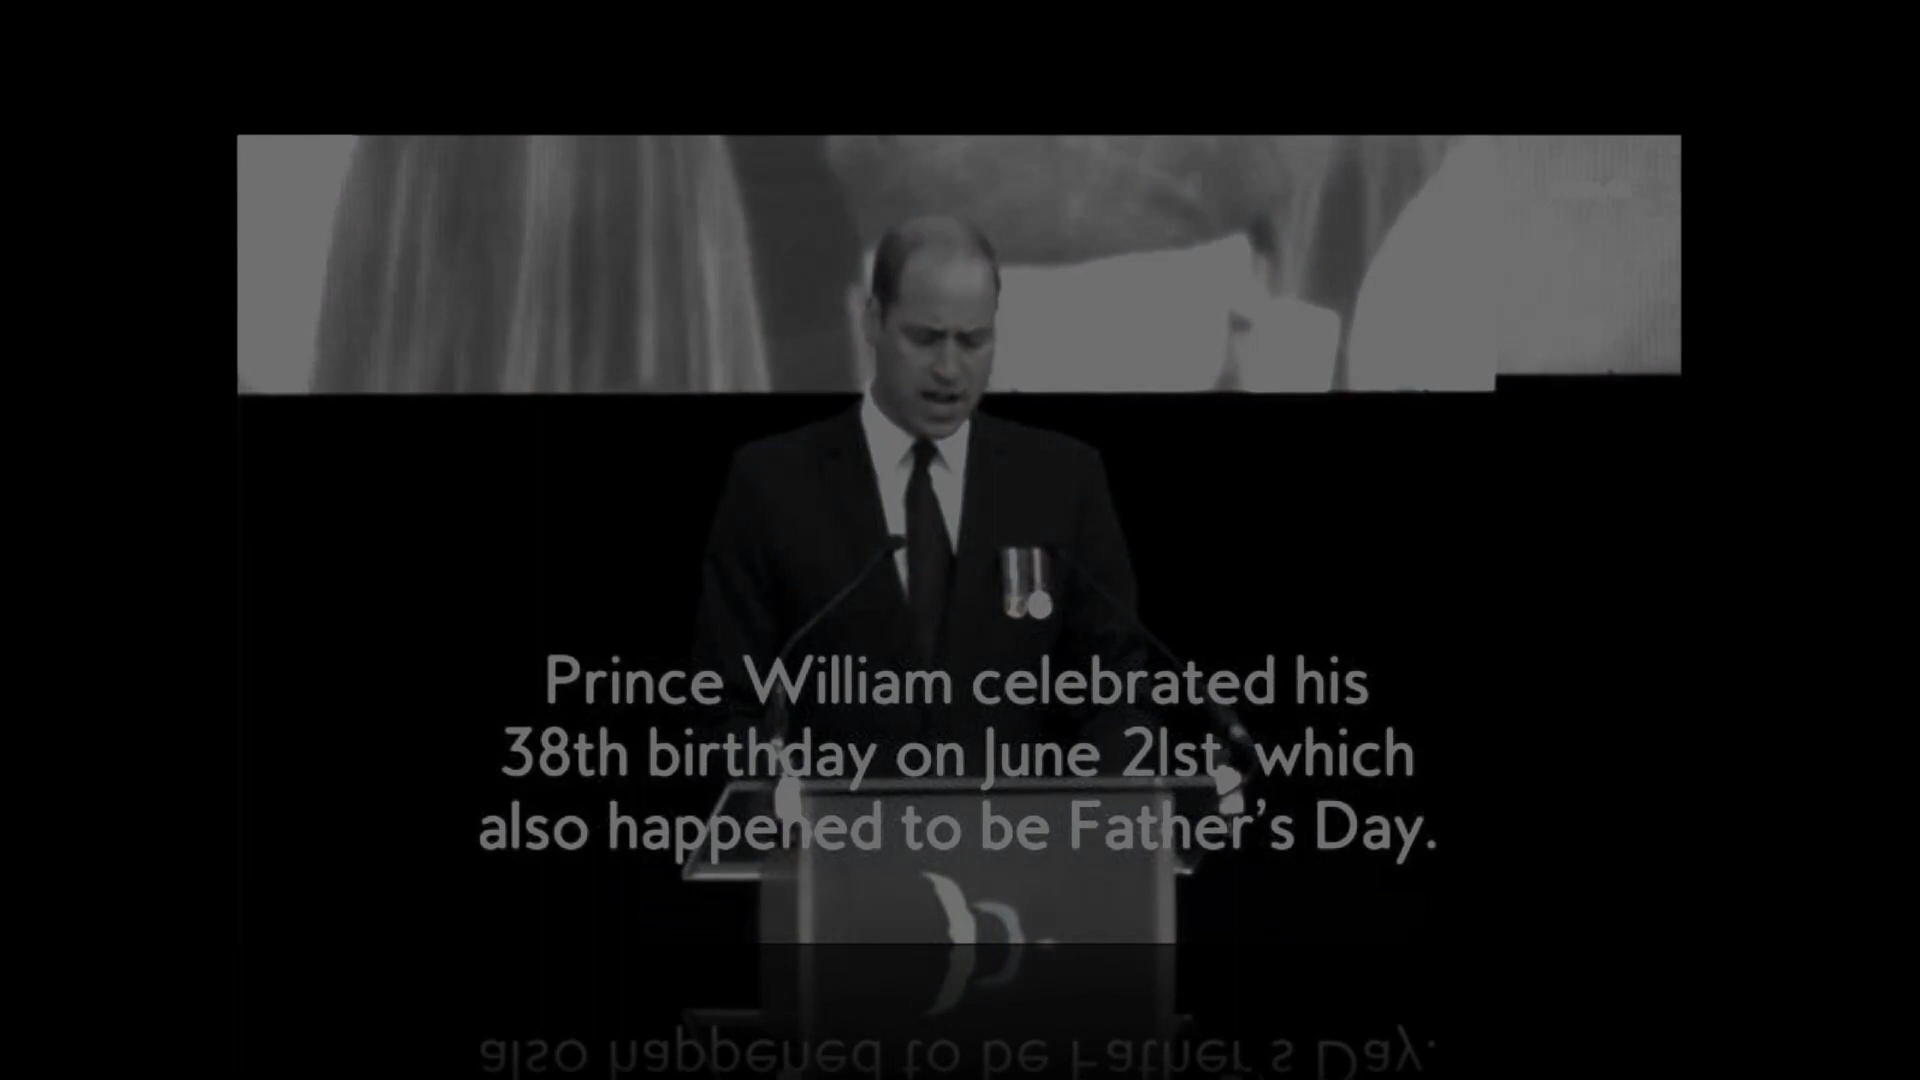 Prince William celebrated his
38th birthday on June 21st, which
also happened to be Father's Day.